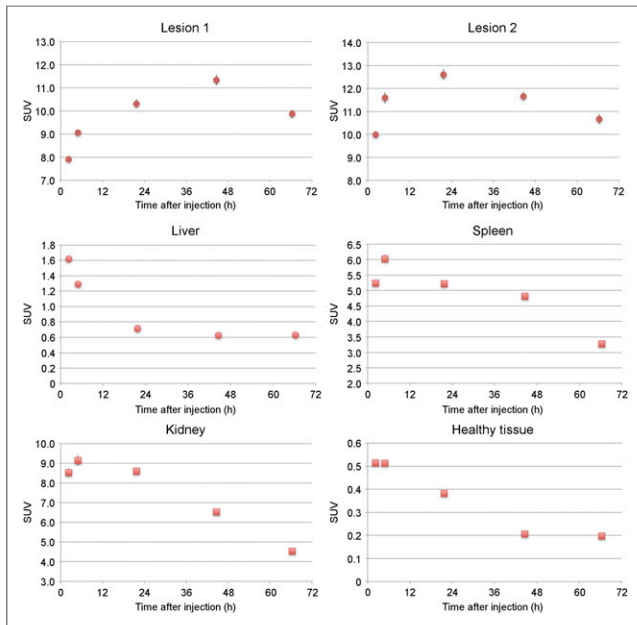 Lesion 1
13.0
12.0
11.0
10.0
9.0
8.0
7.0
SUV
0 12 24 36 48 60 72
Time after injection (h)
Lesion 2
14.0
13.0
12.0
11.0
10.0
9.0
8.0
SUV
0 12 24 36 48 60 72
Time after injection (h)
Liver
1.8
1.6
1.4
1.2
1.0
0.8
0.6
0.4
0.2
0
SUV
0 12 24 36 48 60 72
Time after injection (h)
Spleen
6.5
6.0
5.5
5.0
4.5
4.0
3.5
3.0
2.5
2.0
SUV
0 12 24 36 48 60 72
Time after injection (h)
Kidney
10.0
9.0
8.0
7.0
6.0
5.0
4.0
3.0
SUV
0 12 24 36 48 60 72
Time after injection (h)
Healthy tissue
0.6
0.5
0.4
0.3
0.2
0.1
0
SUV
0 12 24 36 48 60 72
Time after injection (h)